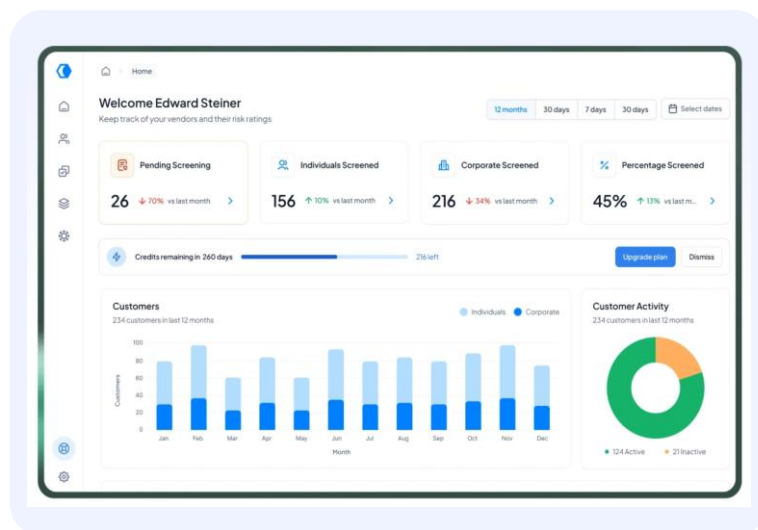 Home
Welcome Edward Steiner
Keep track of your vendors and their risk ratings
12 months 30 days 7 days 30 days Select dates
Pending Screening
26 70% vs last month
Individuals Screened
156 10% vs last month
Corporate Screened
216 34% vs last month
Percentage Screened
45% 13% vs last m...
Credits remaining in 260 days
216 left
Upgrade plan
Dismiss
Customers
234 customers in last 12 months
Individuals Corporate
100
80
60
40
20
0
Customers
Jan Feb Mar Apr May Jun Jul Aug Sep Oct Nov Dec
Month
Customer Activity
234 customers in last 12 months
124 Active 21 Inactive